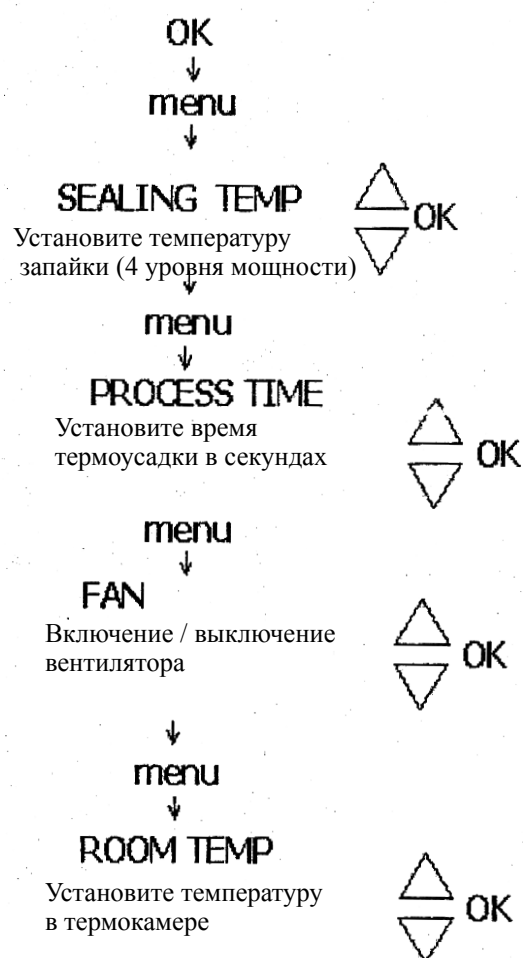 OK
menu
SEALING TEMP
OK
Установите температуру
запайки (4 уровня мощности)
menu
PROCESS TIME
Установите время
термоусадки в секундах
OK
menu
FAN
Включение / выключение
вентилятора
OK
menu
ROOM TEMP
Установите температуру
в термокамере
OK